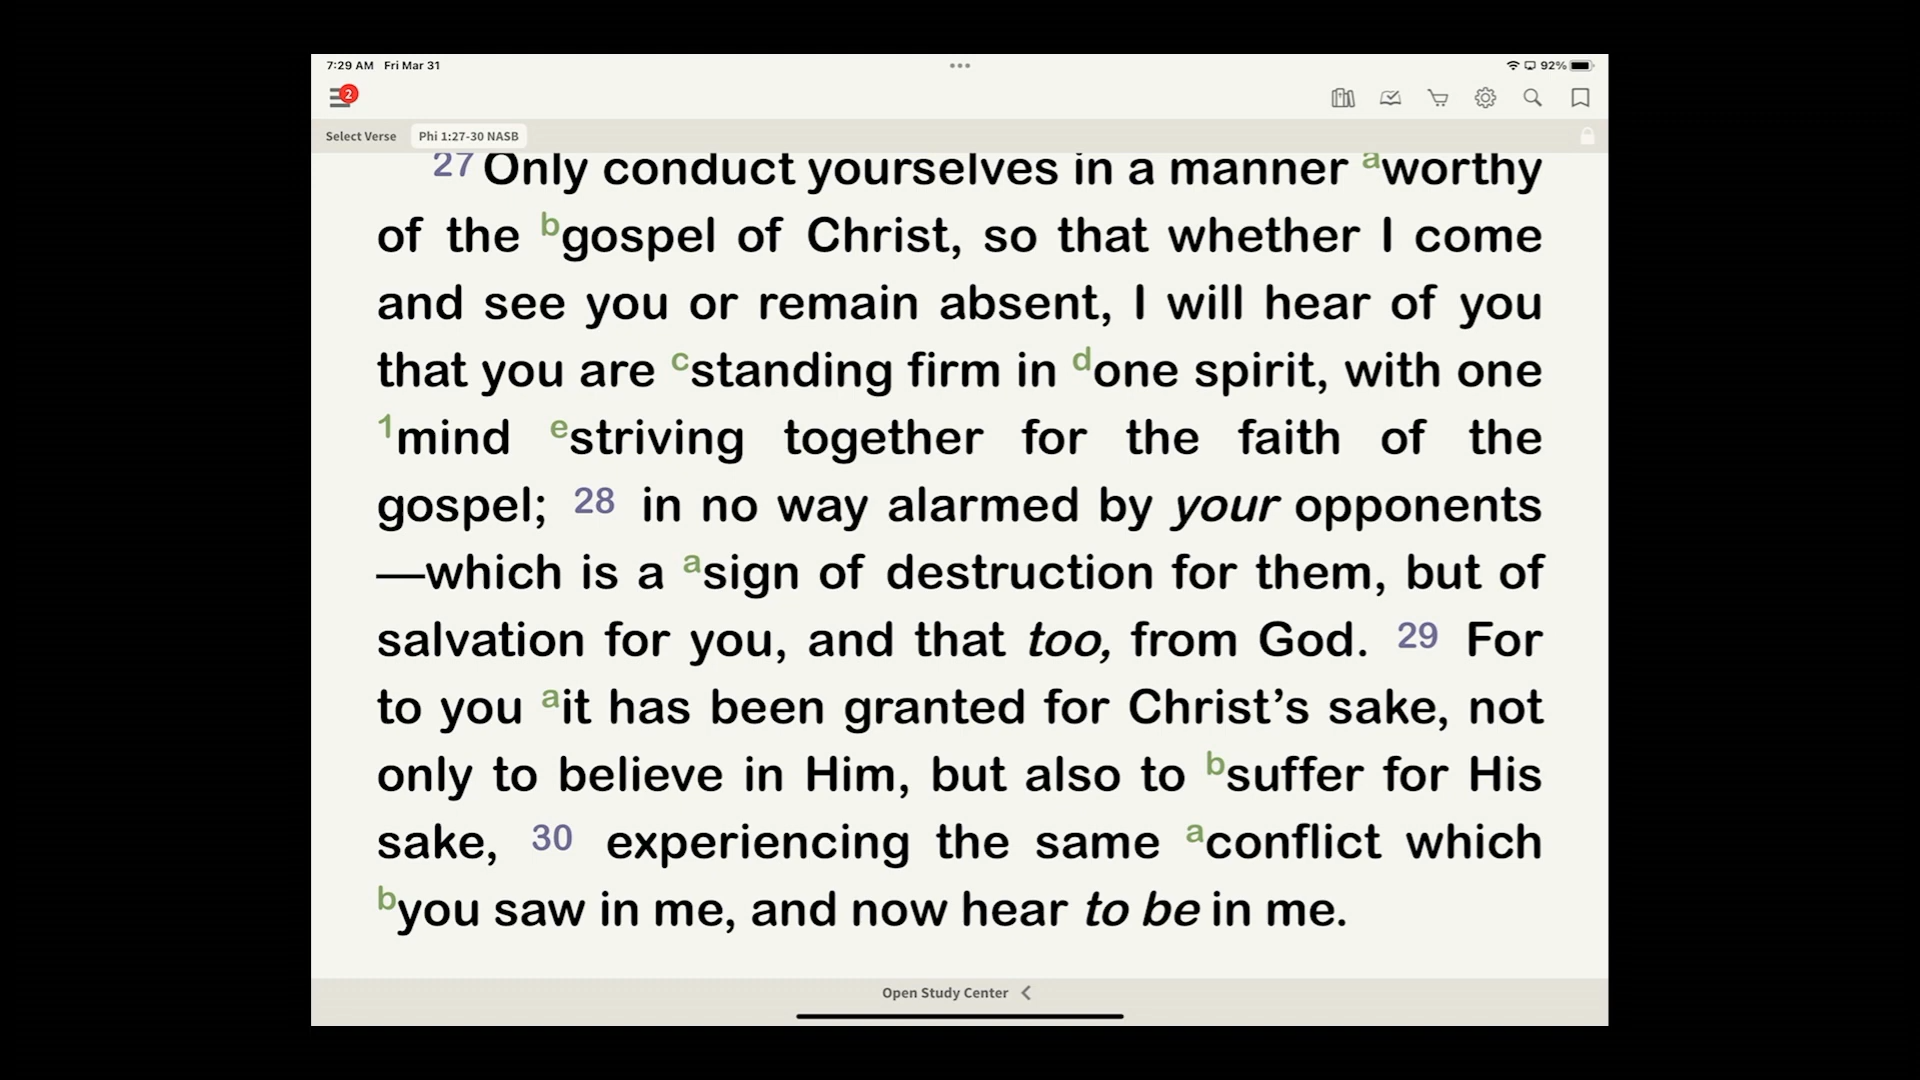 7:29 AM Fri Mar 31
92%
2
Select Verse Phi 1:27-30 NASB
27 Only conduct yourselves in a manner aworthy
of the bgospel of Christ, so that whether I come
and see you or remain absent, I will hear of you
that you are cstanding firm in done spirit, with one
1mind estriving together for the faith of the
gospel; 28 in no way alarmed by your opponents
—which is a asign of destruction for them, but of
salvation for you, and that too, from God. 29 For
to you ait has been granted for Christ’s sake, not
only to believe in Him, but also to bsuffer for His
sake, 30 experiencing the same aconflict which
byou saw in me, and now hear to be in me.
Open Study Center